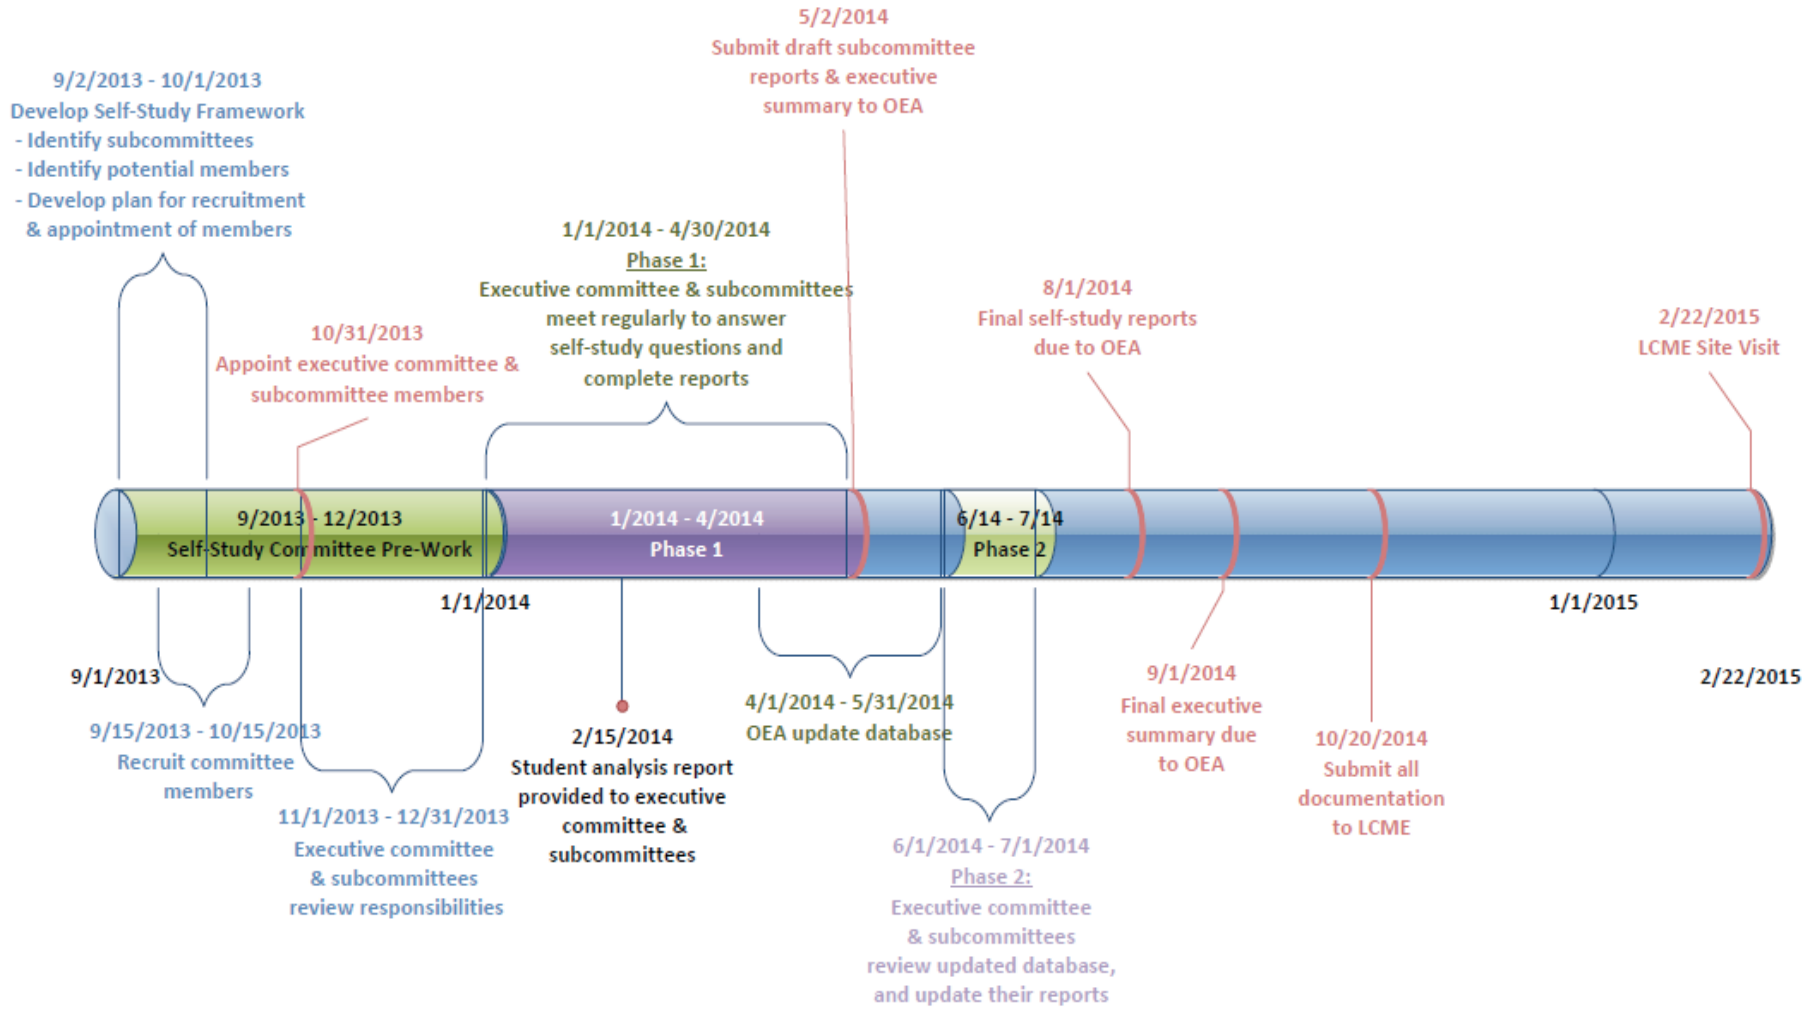 5/2/2014
Submit draft subcommittee
reports & executive
summary to OEA
9/2/2013 - 10/1/2013
Develop Self-Study Framework
- Identify subcommittees
- Identify potential members
- Develop plan for recruitment
& appointment of members
1/1/2014 - 4/30/2014
Phase 1:
Executive committee & subcommittees
meet regularly to answer
self-study questions and
complete reports
10/31/2013
Appoint executive committee &
subcommittee members
8/1/2014
Final self-study reports
due to OEA
2/22/2015
LCME Site Visit
9/2013 - 12/2013
Self-Study Committee Pre-Work
1/2014 - 4/2014
Phase 1
6/14 - 7/14
Phase 2
1/1/2014
1/1/2015
9/1/2013
2/22/2015
9/15/2013 - 10/15/2013
Recruit committee
members
11/1/2013 - 12/31/2013
Executive committee
& subcommittees
review responsibilities
2/15/2014
Student analysis report
provided to executive
committee &
subcommittees
4/1/2014 - 5/31/2014
OEA update database
6/1/2014 - 7/1/2014
Phase 2:
Executive committee
& subcommittees
review updated database,
and update their reports
9/1/2014
Final executive
summary due
to OEA
10/20/2014
Submit all
documentation
to LCME